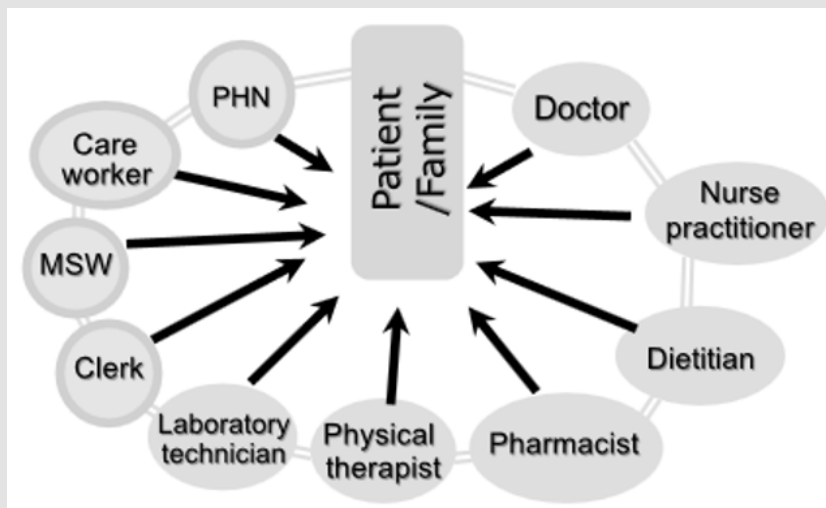 Patient
/Family
PHN
Doctor
Care
worker
Nurse
practitioner
MSW
Dietitian
Clerk
Laboratory
technician
Physical
therapist
Pharmacist